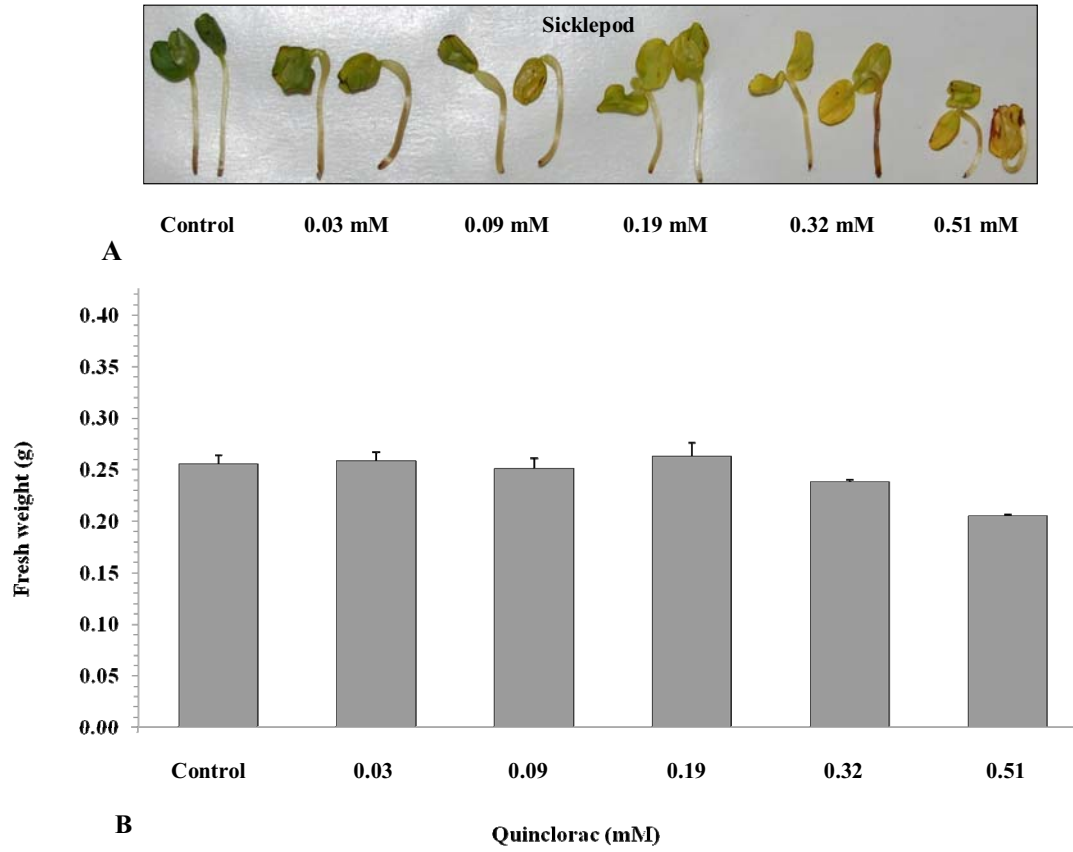 Sicklepod
Control 0.03 mM 0.09 mM 0.19 mM 0.32 mM 0.51 mM
A
0.40
0.35
0.30
0.25
0.20
0.15
0.10
0.05
0.00
Fresh weight (g)
Control 0.03 0.09 0.19 0.32 0.51
B
Quinclorac (mM)